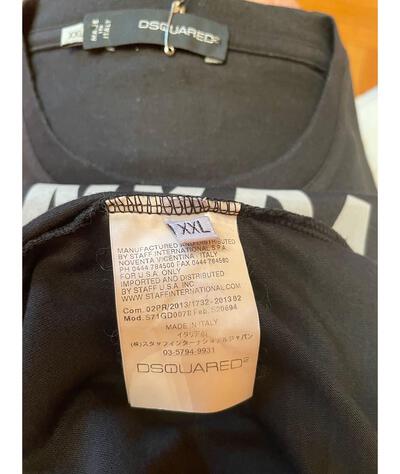 XXL
MADE
IN
ITALY
DSQUARED²
XXL
MANUFACTURED AND DISTRIBUTED
BY STAFF INTERNATIONAL S.P.A.
NOVENTA VICENTINA / ITALY
PH 0444 784500 FAX 0444 784580
FOR U.S.A. ONLY
IMPORTED AND DISTRIBUTED
BY STAFF U.S.A. INC
WWW.STAFFINTERNATIONAL.COM
Com. 02PR/2013/1732-201302
Mod. S71GD0078 Fab. S20694
MADE IN ITALY
イタリア製
(株)スタッフインターナショナルジャパン
03-5794-9931
DSQUARED²